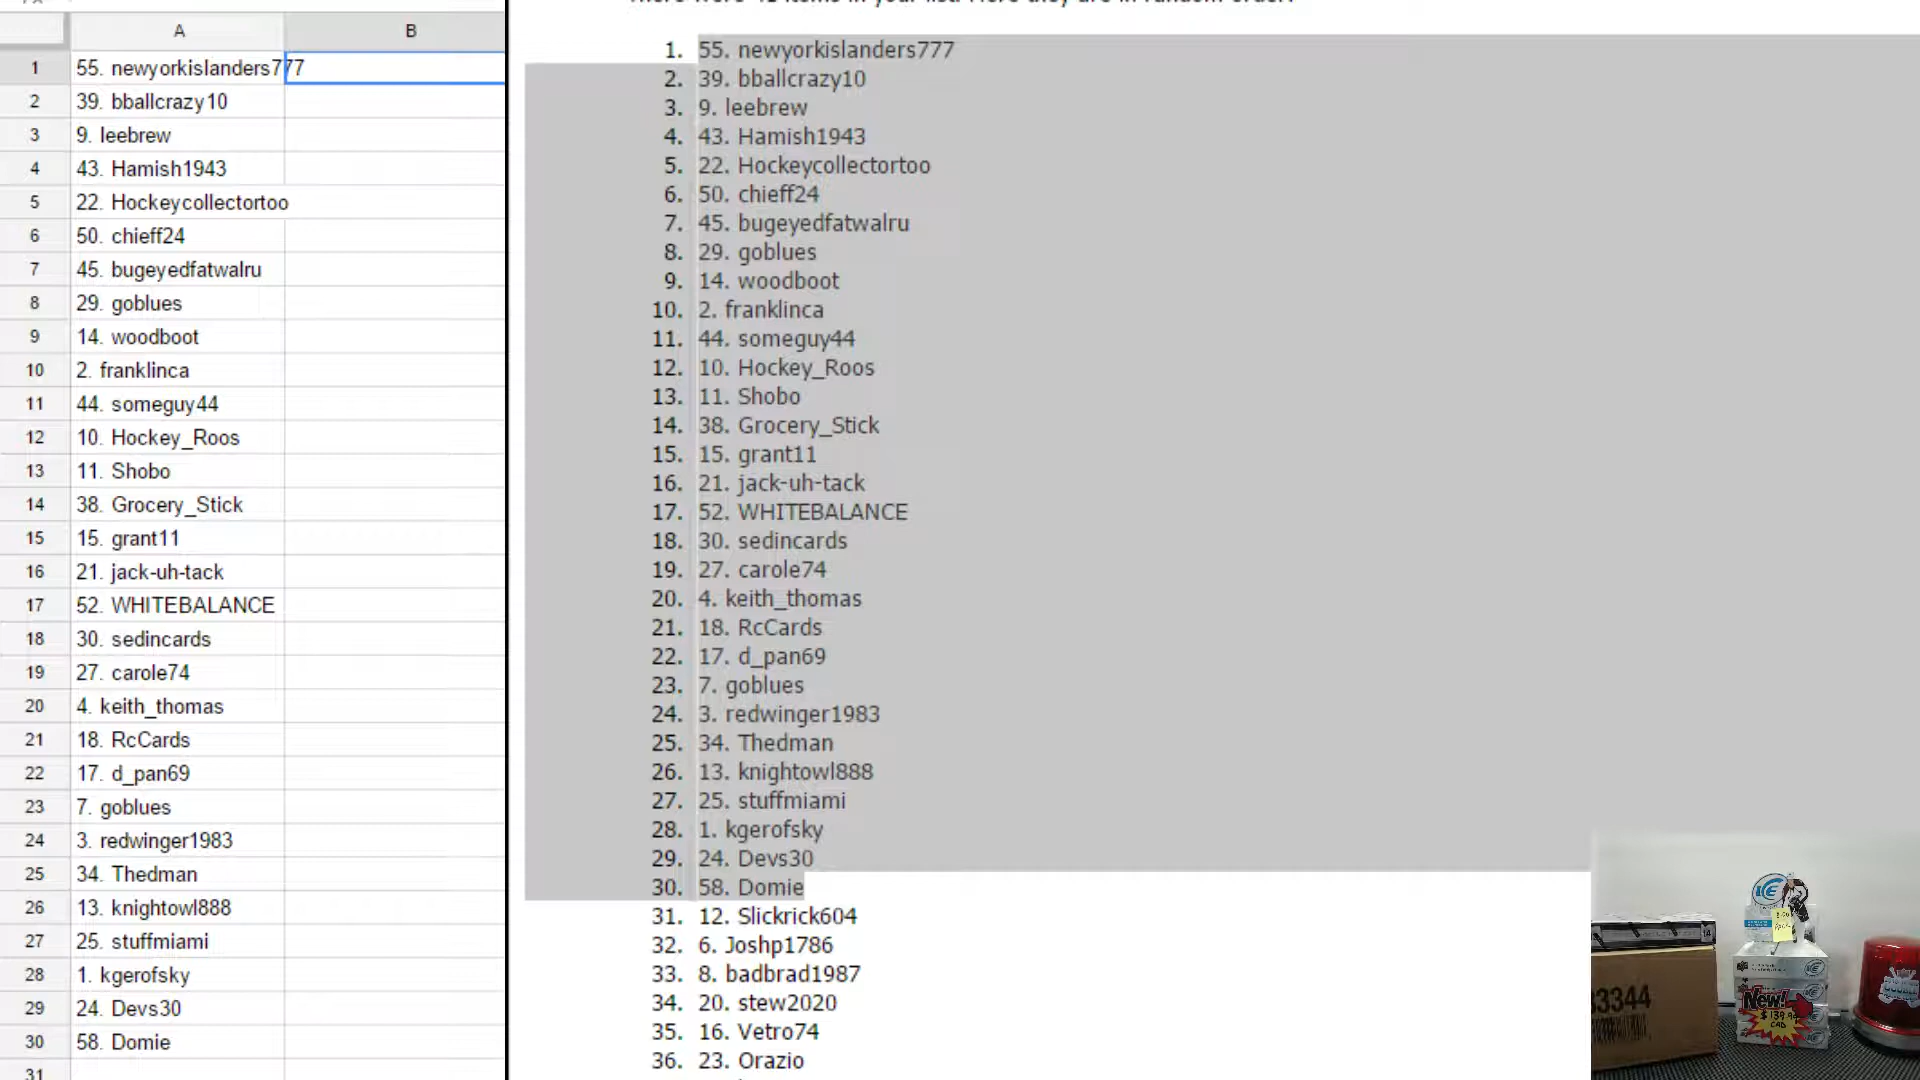 A B
1 55. newyorkislanders777
2 39. bballcrazy10
3 9. leebrew
4 43. Hamish1943
5 22. Hockeycollectortoo
6 50. chieff24
7 45. bugeyedfatwalru
8 29. goblues
9 14. woodboot
10 2. franklinca
11 44. someguy44
12 10. Hockey_Roos
13 11. Shobo
14 38. Grocery_Stick
15 15. grant11
16 21. jack-uh-tack
17 52. WHITEBALANCE
18 30. sedincards
19 27. carole74
20 4. keith_thomas
21 18. RcCards
22 17. d_pan69
23 7. goblues
24 3. redwinger1983
25 34. Thedman
26 13. knightowl888
27 25. stuffmiami
28 1. kgerofsky
29 24. Devs30
30 58. Domie
31
1. 55. newyorkislanders777
2. 39. bballcrazy10
3. 9. leebrew
4. 43. Hamish1943
5. 22. Hockeycollectortoo
6. 50. chieff24
7. 45. bugeyedfatwalru
8. 29. goblues
9. 14. woodboot
10. 2. franklinca
11. 44. someguy44
12. 10. Hockey_Roos
13. 11. Shobo
14. 38. Grocery_Stick
15. 15. grant11
16. 21. jack-uh-tack
17. 52. WHITEBALANCE
18. 30. sedincards
19. 27. carole74
20. 4. keith_thomas
21. 18. RcCards
22. 17. d_pan69
23. 7. goblues
24. 3. redwinger1983
25. 34. Thedman
26. 13. knightowl888
27. 25. stuffmiami
28. 1. kgerofsky
29. 24. Devs30
30. 58. Domie
31. 12. Slickrick604
32. 6. Joshp1786
33. 8. badbrad1987
34. 20. stew2020
35. 16. Vetro74
36. 23. Orazio
ICE
3344
New!
$139.99
CAD